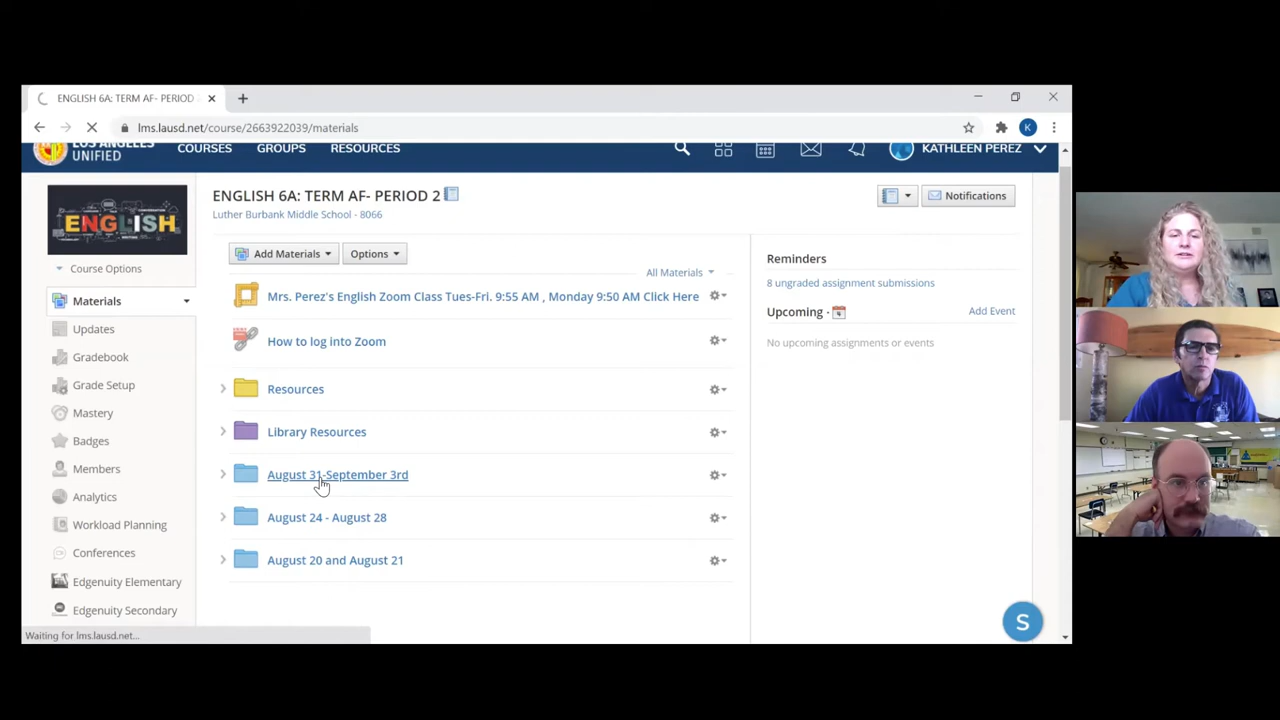 ENGLISH 6A: TERM AF- PERIOD
lms.lausd.net/course/2663922039/materials
K
LOS ANGELES
UNIFIED
COURSES
GROUPS
RESOURCES
KATHLEEN PEREZ
ENGLISH
Course Options
Materials
Updates
Gradebook
Grade Setup
Mastery
Badges
Members
Analytics
Workload Planning
Conferences
Edgenuity Elementary
Edgenuity Secondary
Waiting for lms.lausd.net...
ENGLISH 6A: TERM AF- PERIOD 2
Luther Burbank Middle School - 8066
Notifications
Add Materials
Options
All Materials
Mrs. Perez's English Zoom Class Tues-Fri. 9:55 AM , Monday 9:50 AM Click Here
How to log into Zoom
Resources
Library Resources
August 31-September 3rd
August 24 - August 28
August 20 and August 21
Reminders
8 ungraded assignment submissions
Upcoming ·
Add Event
No upcoming assignments or events
S